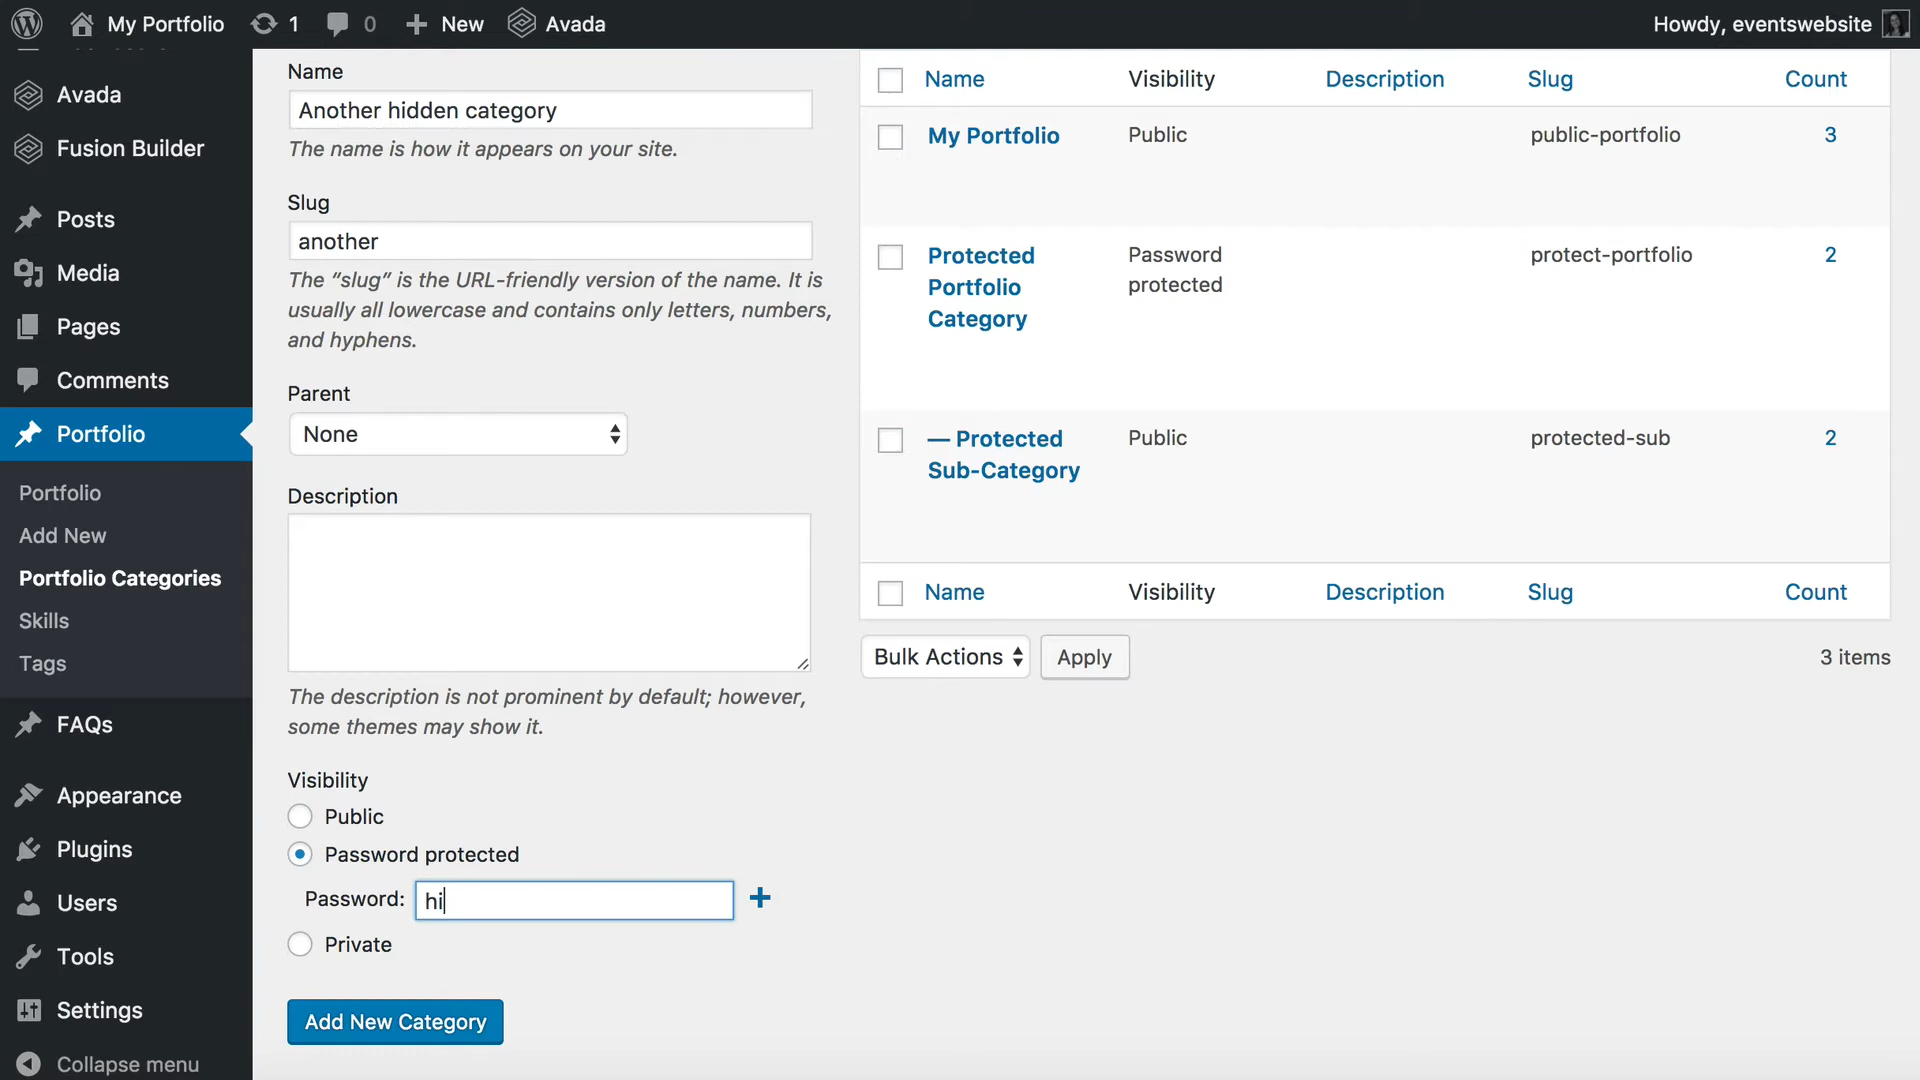 My Portfolio 1 0 New Avada Howdy, eventswebsite
Avada
Fusion Builder
Posts
Media
Pages
Comments
Portfolio
Portfolio
Add New
Portfolio Categories
Skills
Tags
FAQs
Appearance
Plugins
Users
Tools
Settings
Collapse menu
Name
Another hidden category
The name is how it appears on your site.
Slug
another
The “slug” is the URL-friendly version of the name. It is
usually all lowercase and contains only letters, numbers,
and hyphens.
Parent
None
Description
The description is not prominent by default; however,
some themes may show it.
Visibility
Public
Password protected
Password: hi
Private
Add New Category
Name Visibility Description Slug Count
My Portfolio Public public-portfolio 3
Protected Password protect-portfolio 2
Portfolio protected
Category
— Protected Public protected-sub 2
Sub-Category
Name Visibility Description Slug Count
Bulk Actions Apply 3 items